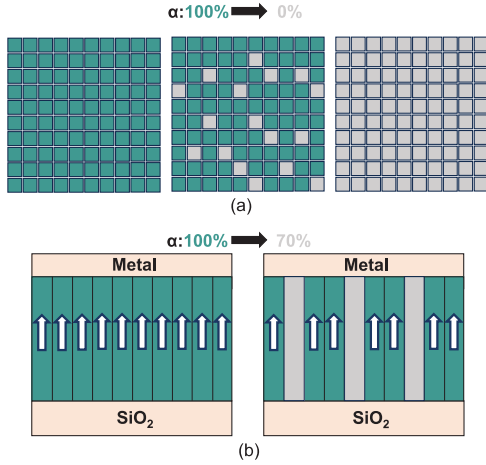 α:100% 0%
(a)
α:100% 70%
Metal Metal
SiO₂ SiO₂
(b)